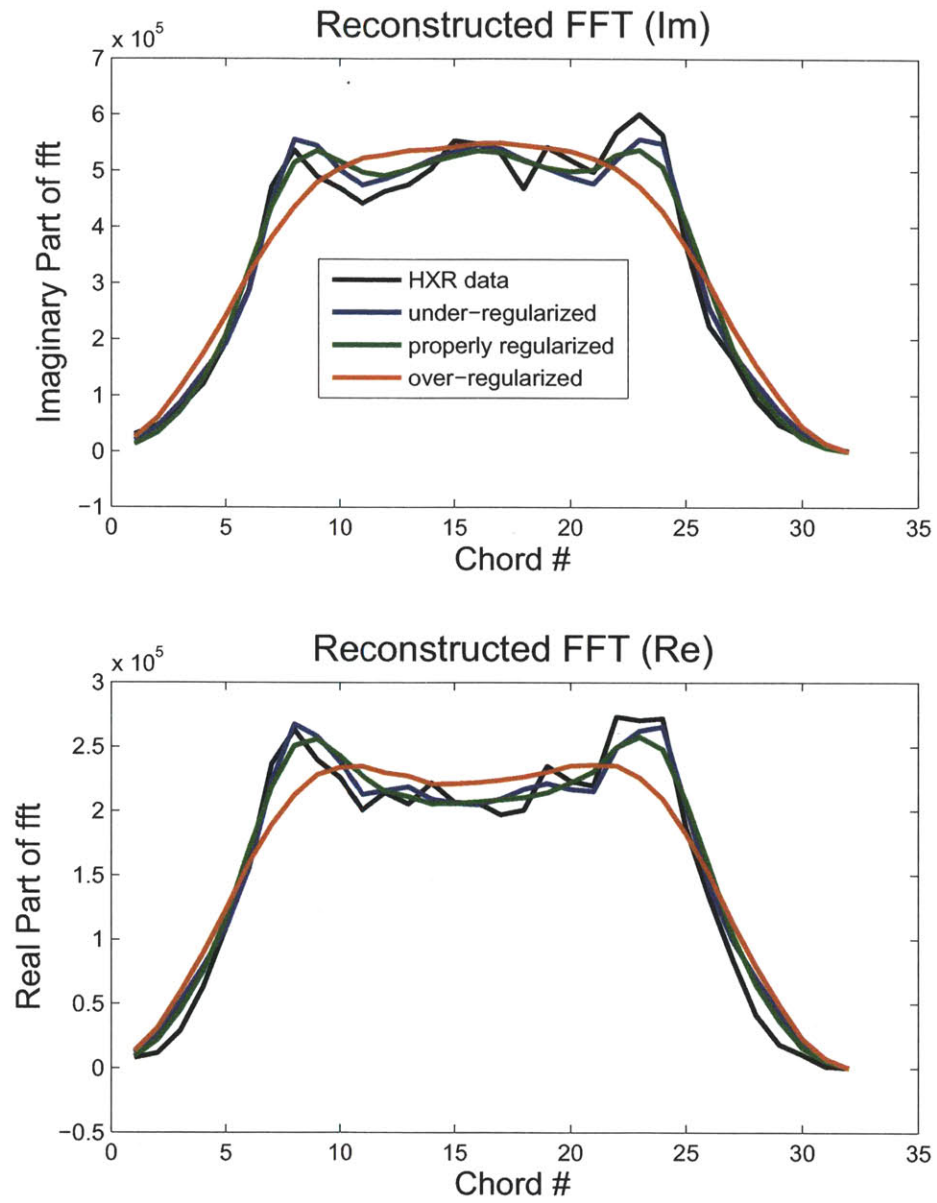 Reconstructed FFT (Im)
x 10^5
7
6
5
4
3
2
1
0
−1
Imaginary Part of fft
HXR data
under−regularized
properly regularized
over−regularized
0 5 10 15 20 25 30 35
Chord #
Reconstructed FFT (Re)
x 10^5
3
2.5
2
1.5
1
0.5
0
−0.5
Real Part of fft
0 5 10 15 20 25 30 35
Chord #